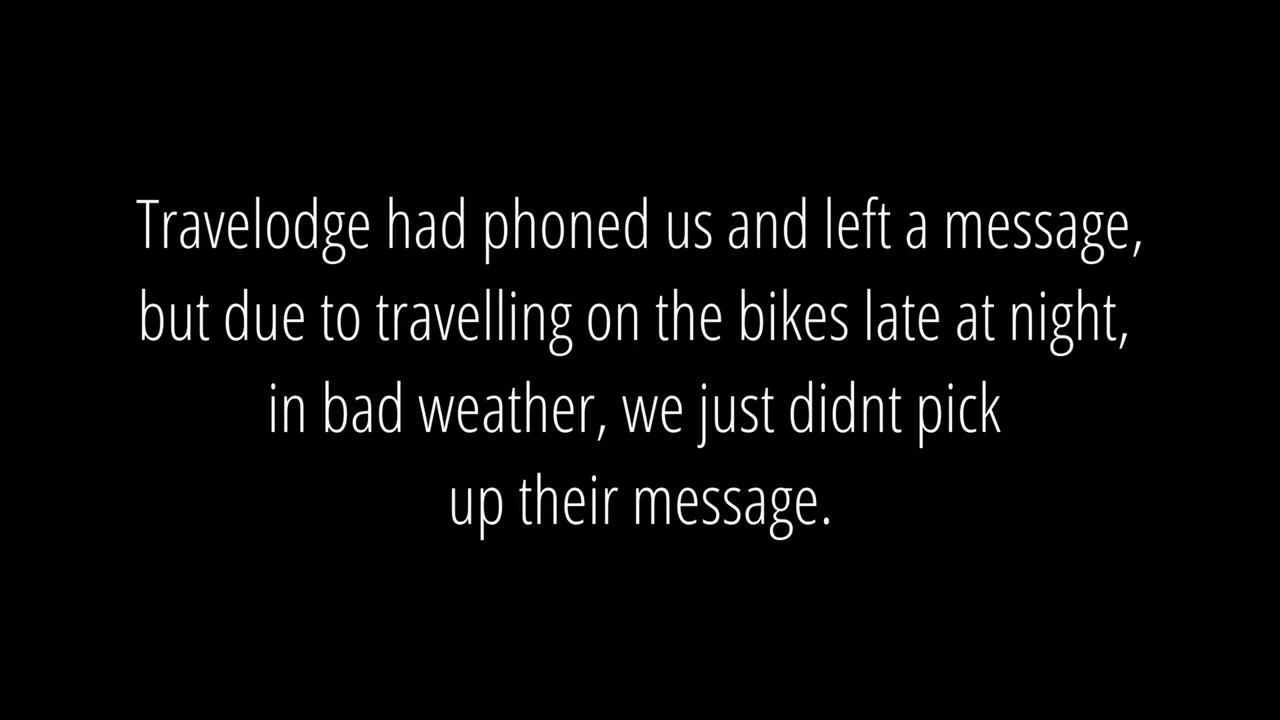 Travelodge had phoned us and left a message,
but due to travelling on the bikes late at night,
in bad weather, we just didnt pick
up their message.